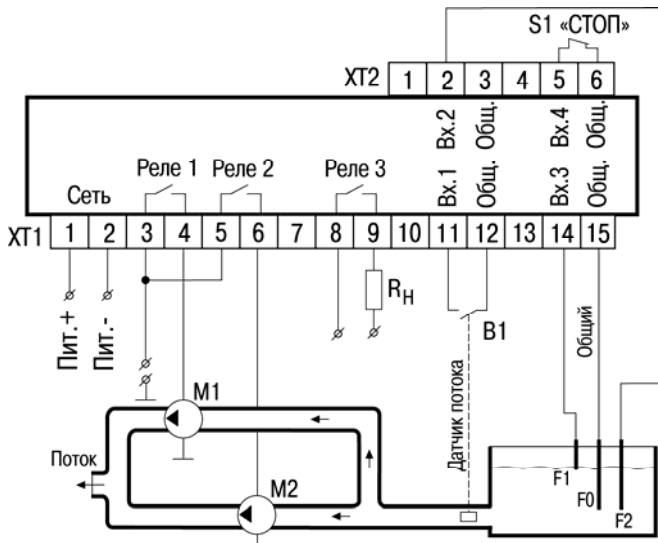 S1 «СТОП»
XT2 1 2 3 4 5 6
Вх.2 Общ. Вх.4 Общ.
Реле 1 Реле 2 Реле 3
Сеть
Вх.1 Общ. Вх.3 Общ.
XT1 1 2 3 4 5 6 7 8 9 10 11 12 13 14 15
Пит.+
Пит.-
RН
B1
Датчик потока
Общий
M1
Поток
M2
F1
F0
F2